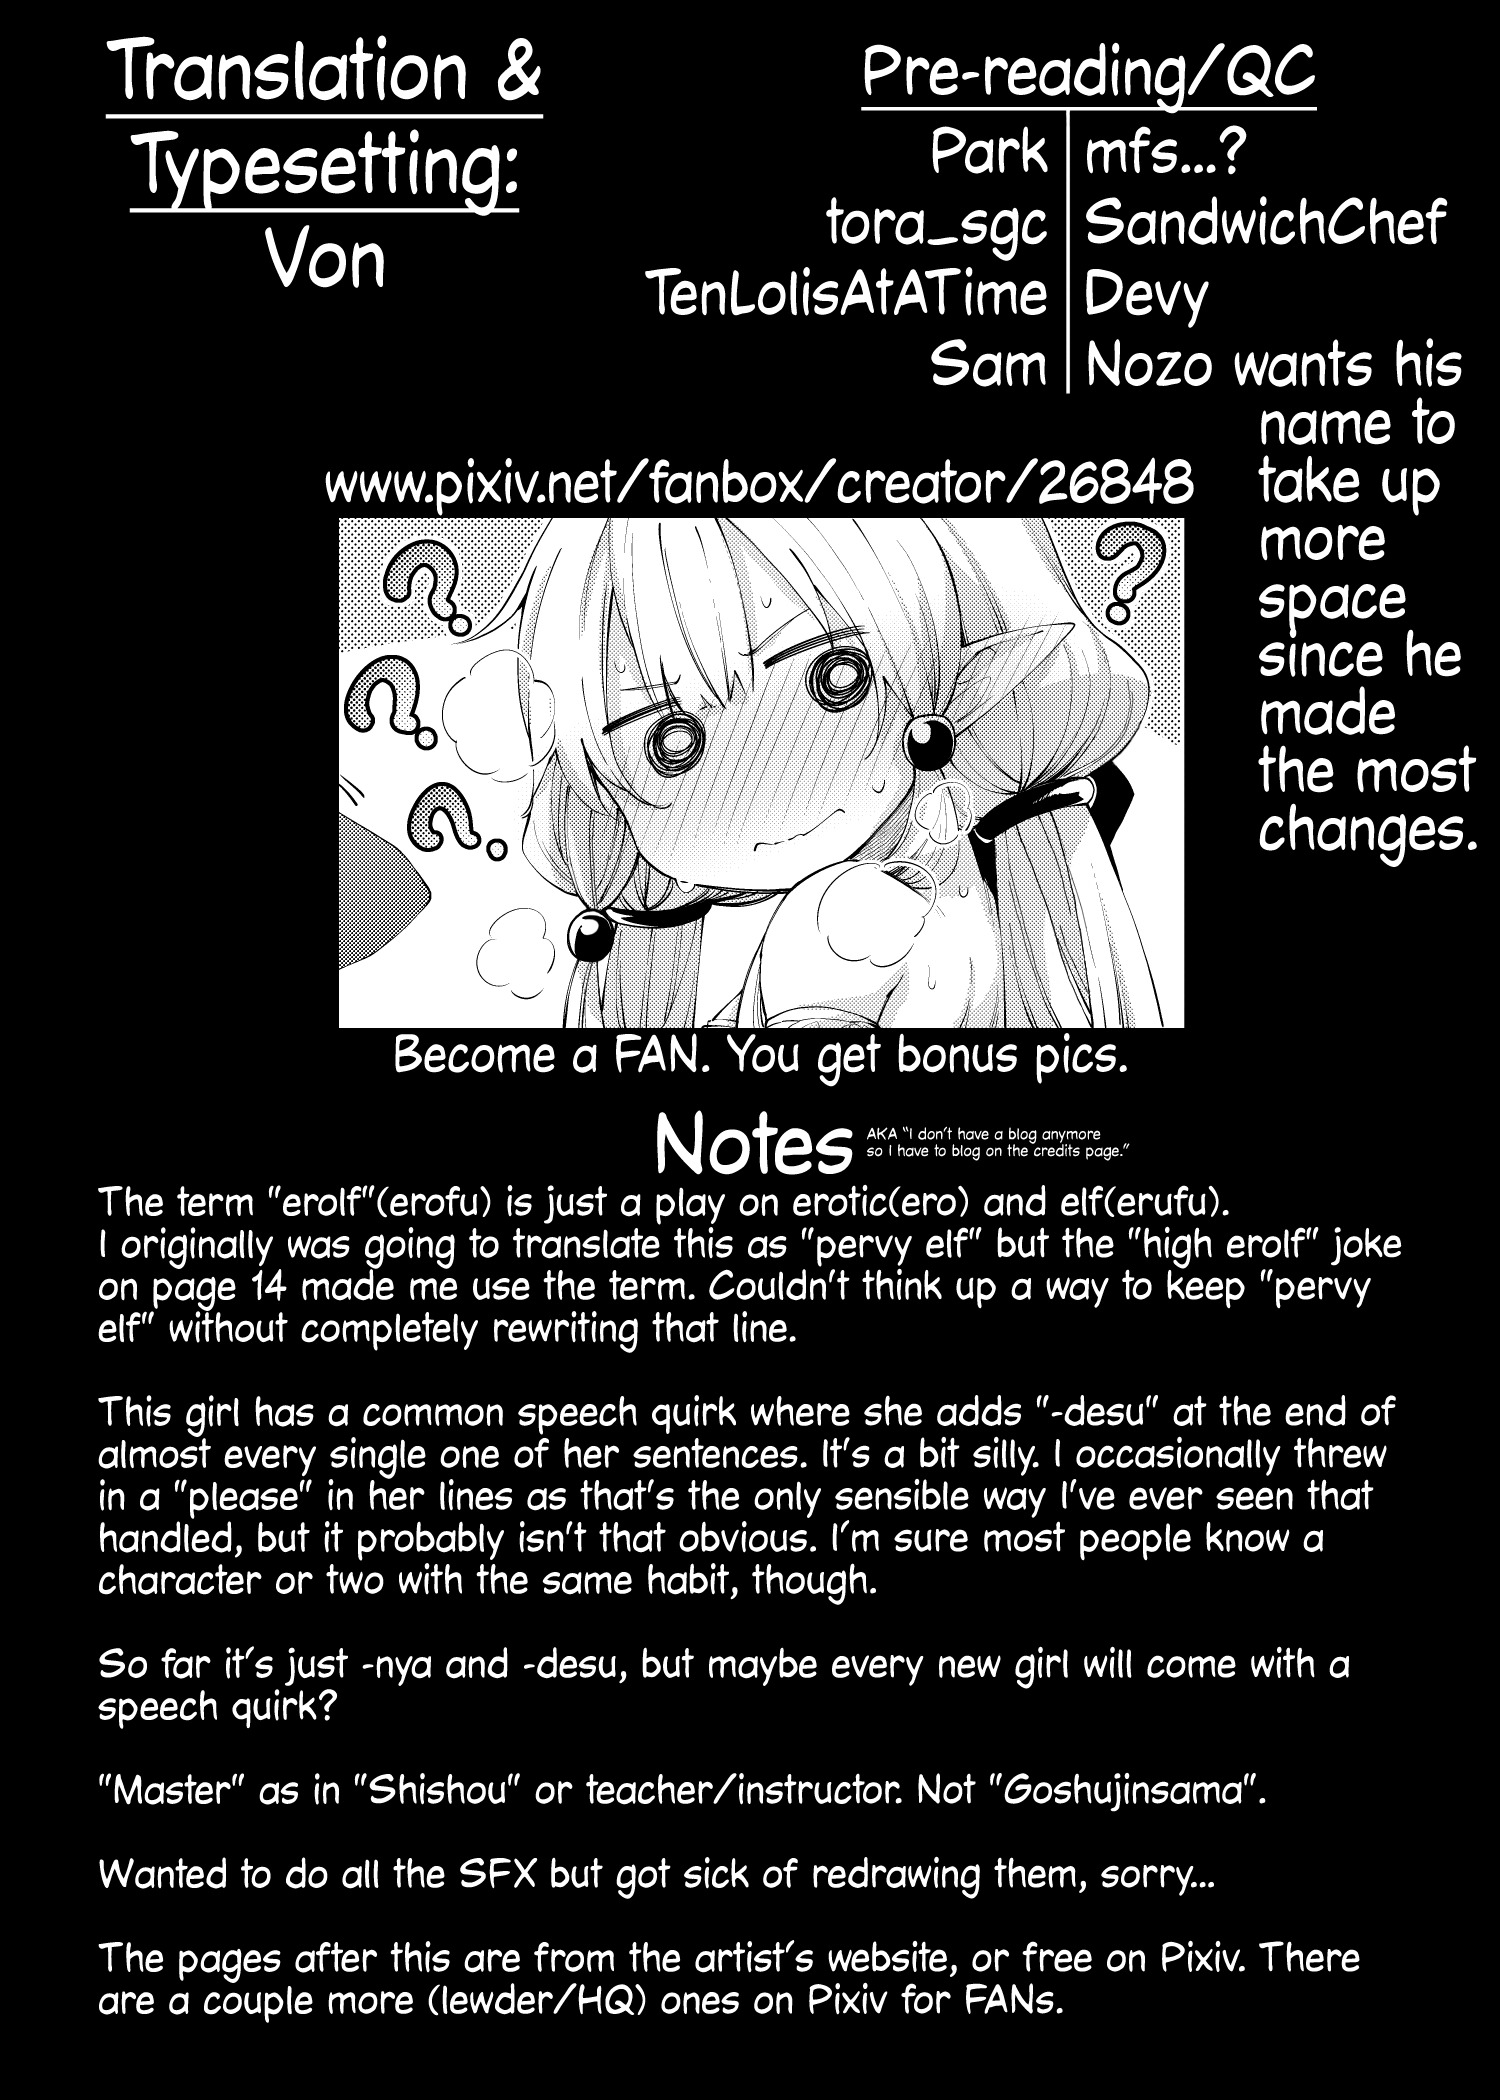 Translation &
Typesetting:
Von
Pre-reading/QC
Park mfs...?
tora_sgc SandwichChef
TenLolisAtATime Devy
Sam Nozo wants his
name to
take up
more
space
since he
made
the most
changes.
www.pixiv.net/fanbox/creator/26848
? ?
?
?
Become a FAN. You get bonus pics.
Notes
AKA "I don't have a blog anymore
so I have to blog on the credits page."
The term "erolf"(erofu) is just a play on erotic(ero) and elf(erufu).
I originally was going to translate this as "pervy elf" but the "high erolf" joke
on page 14 made me use the term. Couldn't think up a way to keep "pervy
elf" without completely rewriting that line.
This girl has a common speech quirk where she adds "-desu" at the end of
almost every single one of her sentences. It's a bit silly. I occasionally threw
in a "please" in her lines as that's the only sensible way I've ever seen that
handled, but it probably isn't that obvious. I'm sure most people know a
character or two with the same habit, though.
So far it's just -nya and -desu, but maybe every new girl will come with a
speech quirk?
"Master" as in "Shishou" or teacher/instructor. Not "Goshujinsama".
Wanted to do all the SFX but got sick of redrawing them, sorry...
The pages after this are from the artist's website, or free on Pixiv. There
are a couple more (lewder/HQ) ones on Pixiv for FANs.